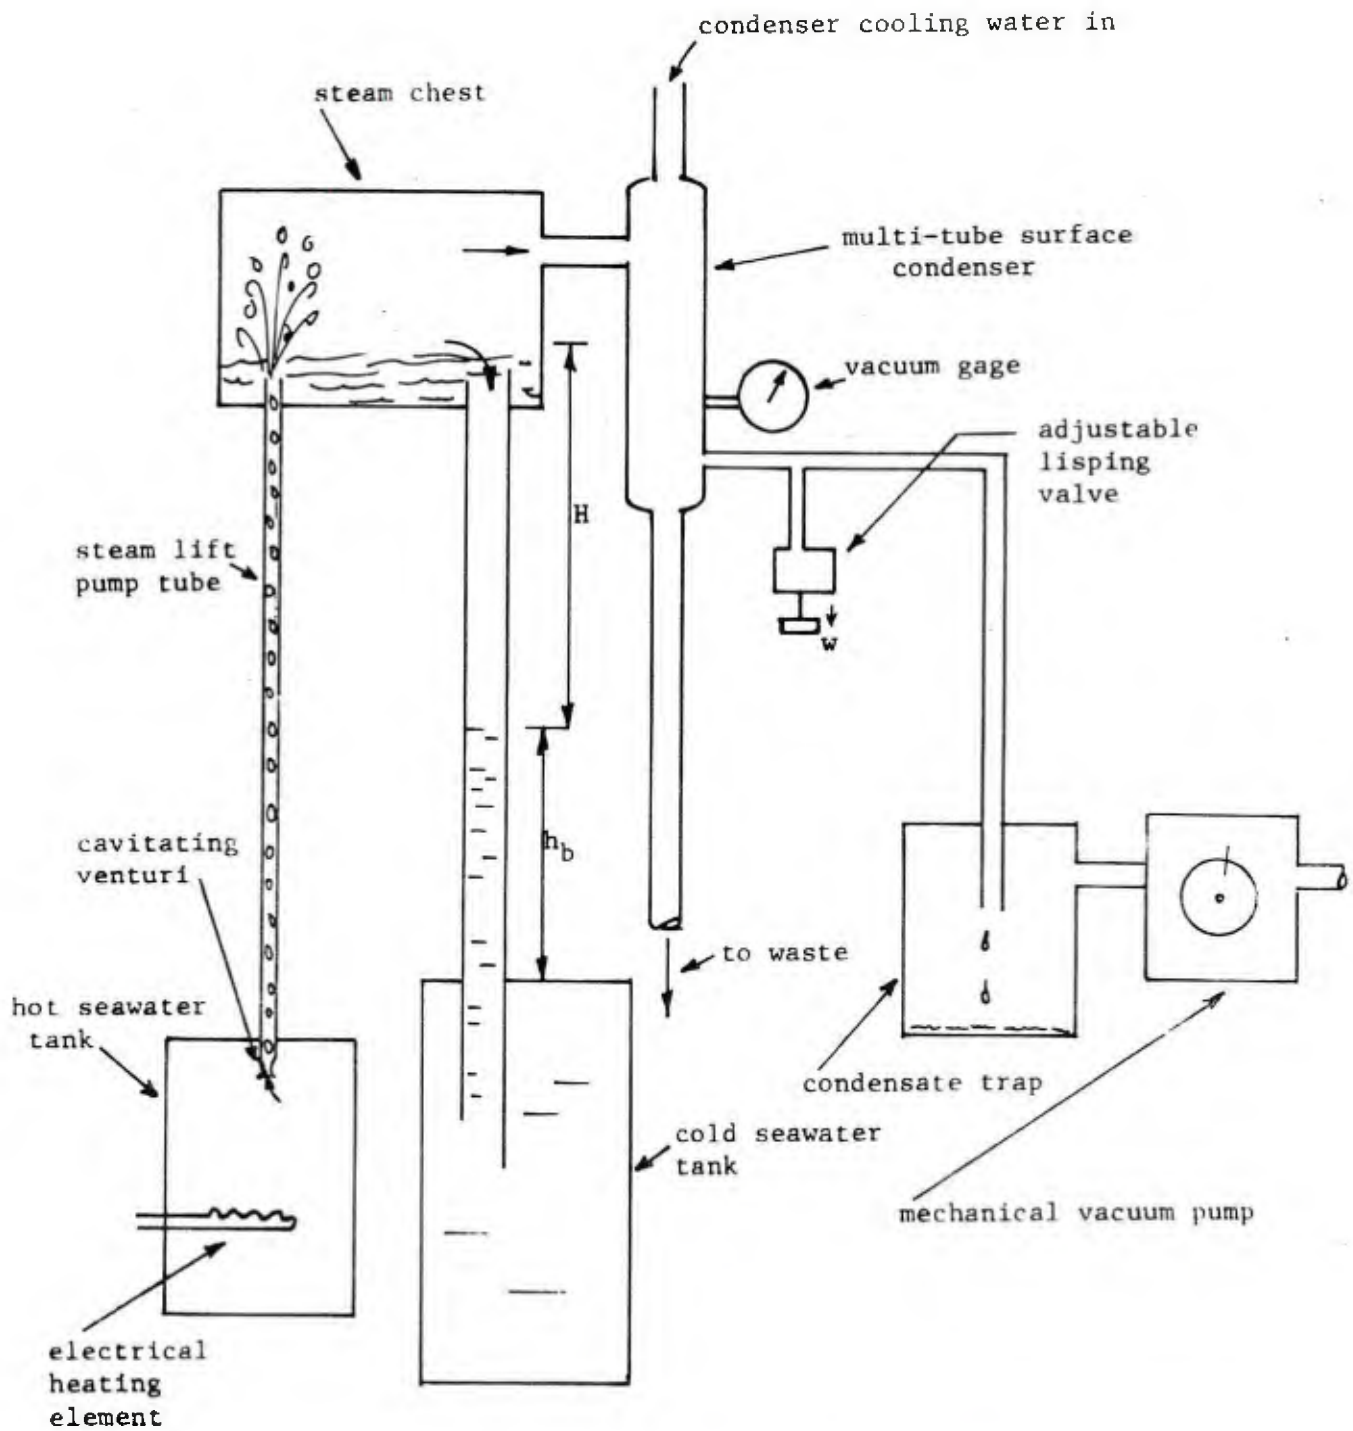 condenser cooling water in
steam chest
multi-tube surface
condenser
vacuum gage
adjustable
lisping
valve
H
steam lift
pump tube
w
cavitating
venturi
h_b
to waste
hot seawater
tank
condensate trap
cold seawater
tank
mechanical vacuum pump
electrical
heating
element